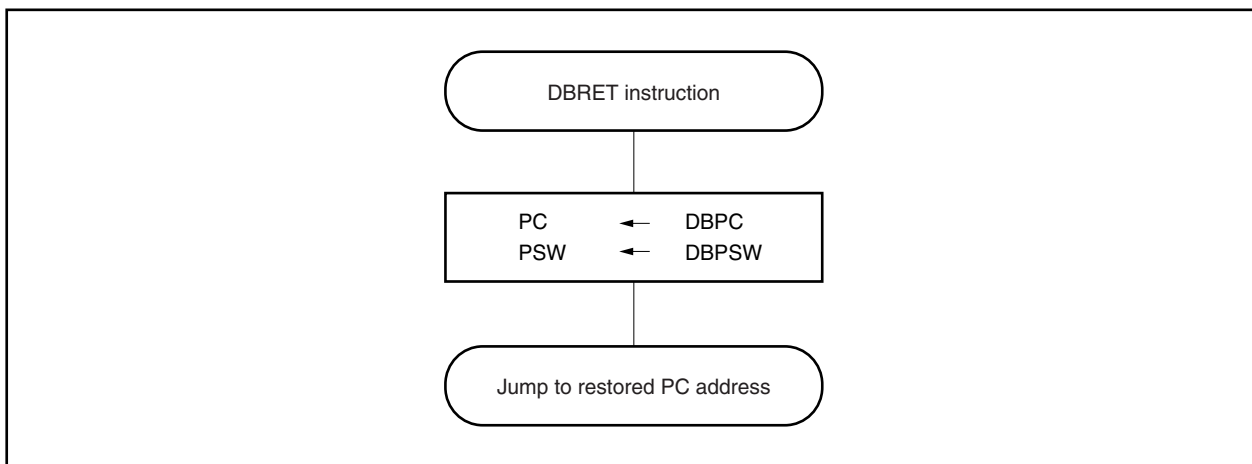 DBRET instruction
PC ← DBPC
PSW ← DBPSW
Jump to restored PC address